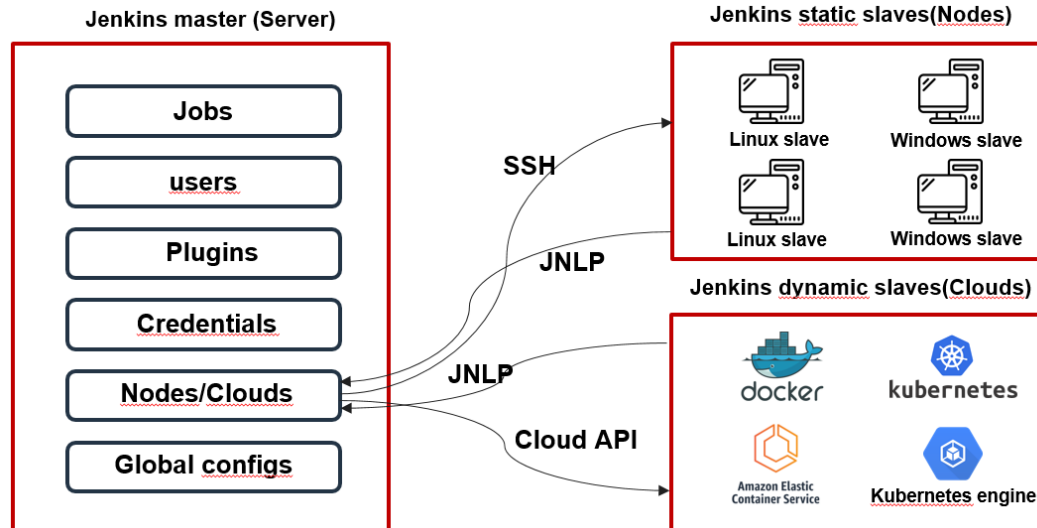 Jenkins master (Server)
Jobs
users
Plugins
Credentials
Nodes/Clouds
Global configs
SSH
JNLP
JNLP
Cloud API
Jenkins static slaves(Nodes)
Linux slave
Windows slave
Linux slave
Windows slave
Jenkins dynamic slaves(Clouds)
docker
kubernetes
Amazon Elastic
Container Service
Kubernetes engine